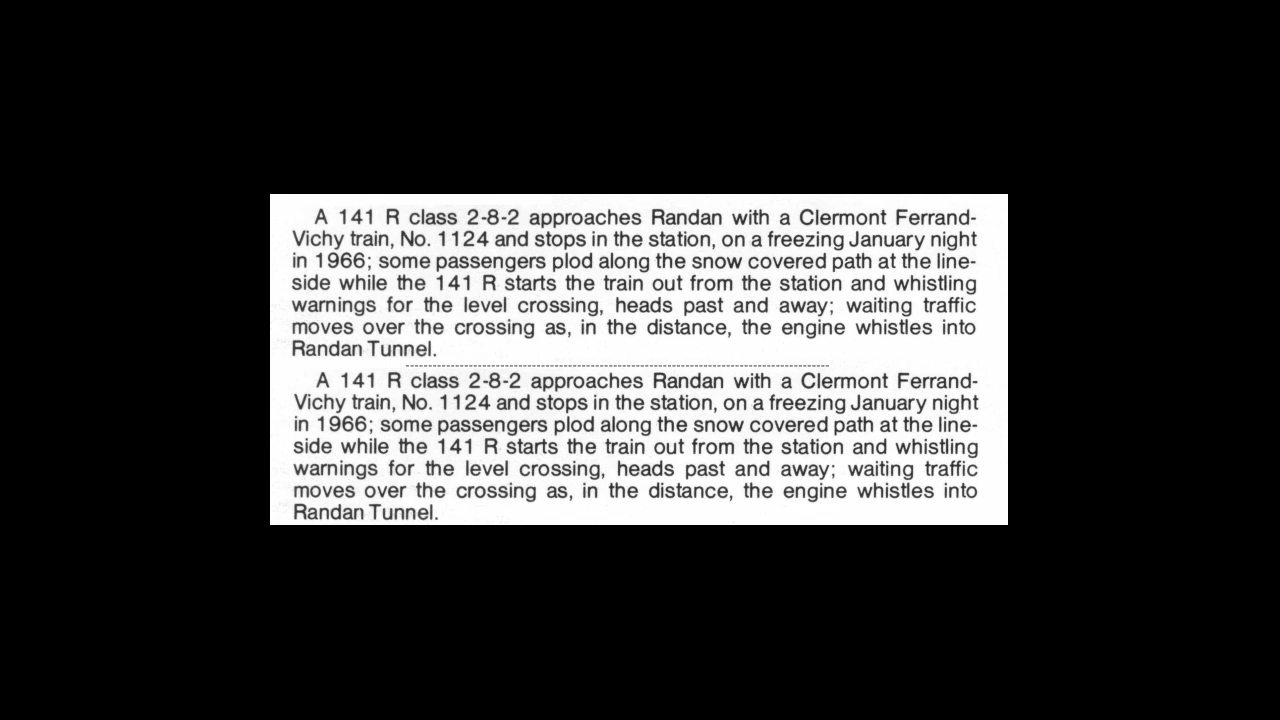 A 141 R class 2-8-2 approaches Randan with a Clermont Ferrand-
Vichy train, No. 1124 and stops in the station, on a freezing January night
in 1966; some passengers plod along the snow covered path at the line-
side while the 141 R starts the train out from the station and whistling
warnings for the level crossing, heads past and away; waiting traffic
moves over the crossing as, in the distance, the engine whistles into
Randan Tunnel.
A 141 R class 2-8-2 approaches Randan with a Clermont Ferrand-
Vichy train, No. 1124 and stops in the station, on a freezing January night
in 1966; some passengers plod along the snow covered path at the line-
side while the 141 R starts the train out from the station and whistling
warnings for the level crossing, heads past and away; waiting traffic
moves over the crossing as, in the distance, the engine whistles into
Randan Tunnel.